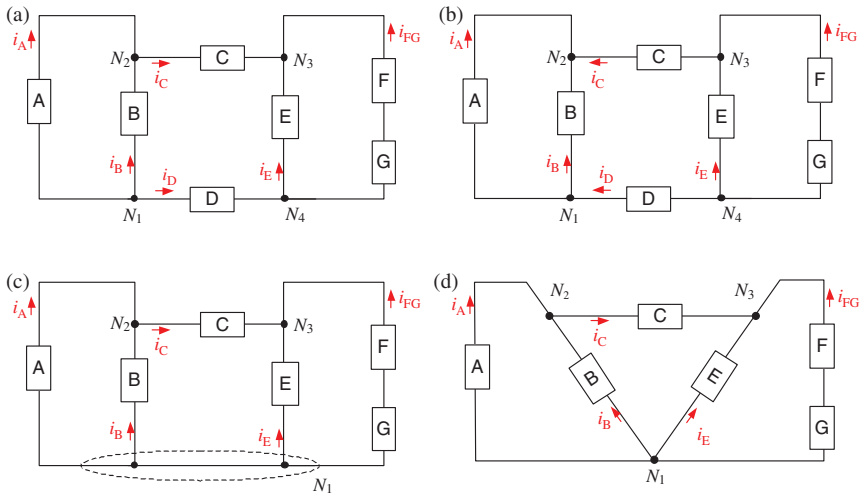 (a)
i_A
i_FG
N_2
i_C
C
N_3
A
B
E
F
G
i_B
i_D
i_E
N_1
D
N_4
(b)
i_A
i_FG
N_2
i_C
C
N_3
A
B
E
F
G
i_B
i_D
i_E
N_1
D
N_4
(c)
i_A
i_FG
N_2
i_C
C
N_3
A
B
E
F
G
i_B
i_E
N_1
(d)
i_A
N_2
N_3
i_FG
i_C
C
A
B
E
F
G
i_B
i_E
N_1